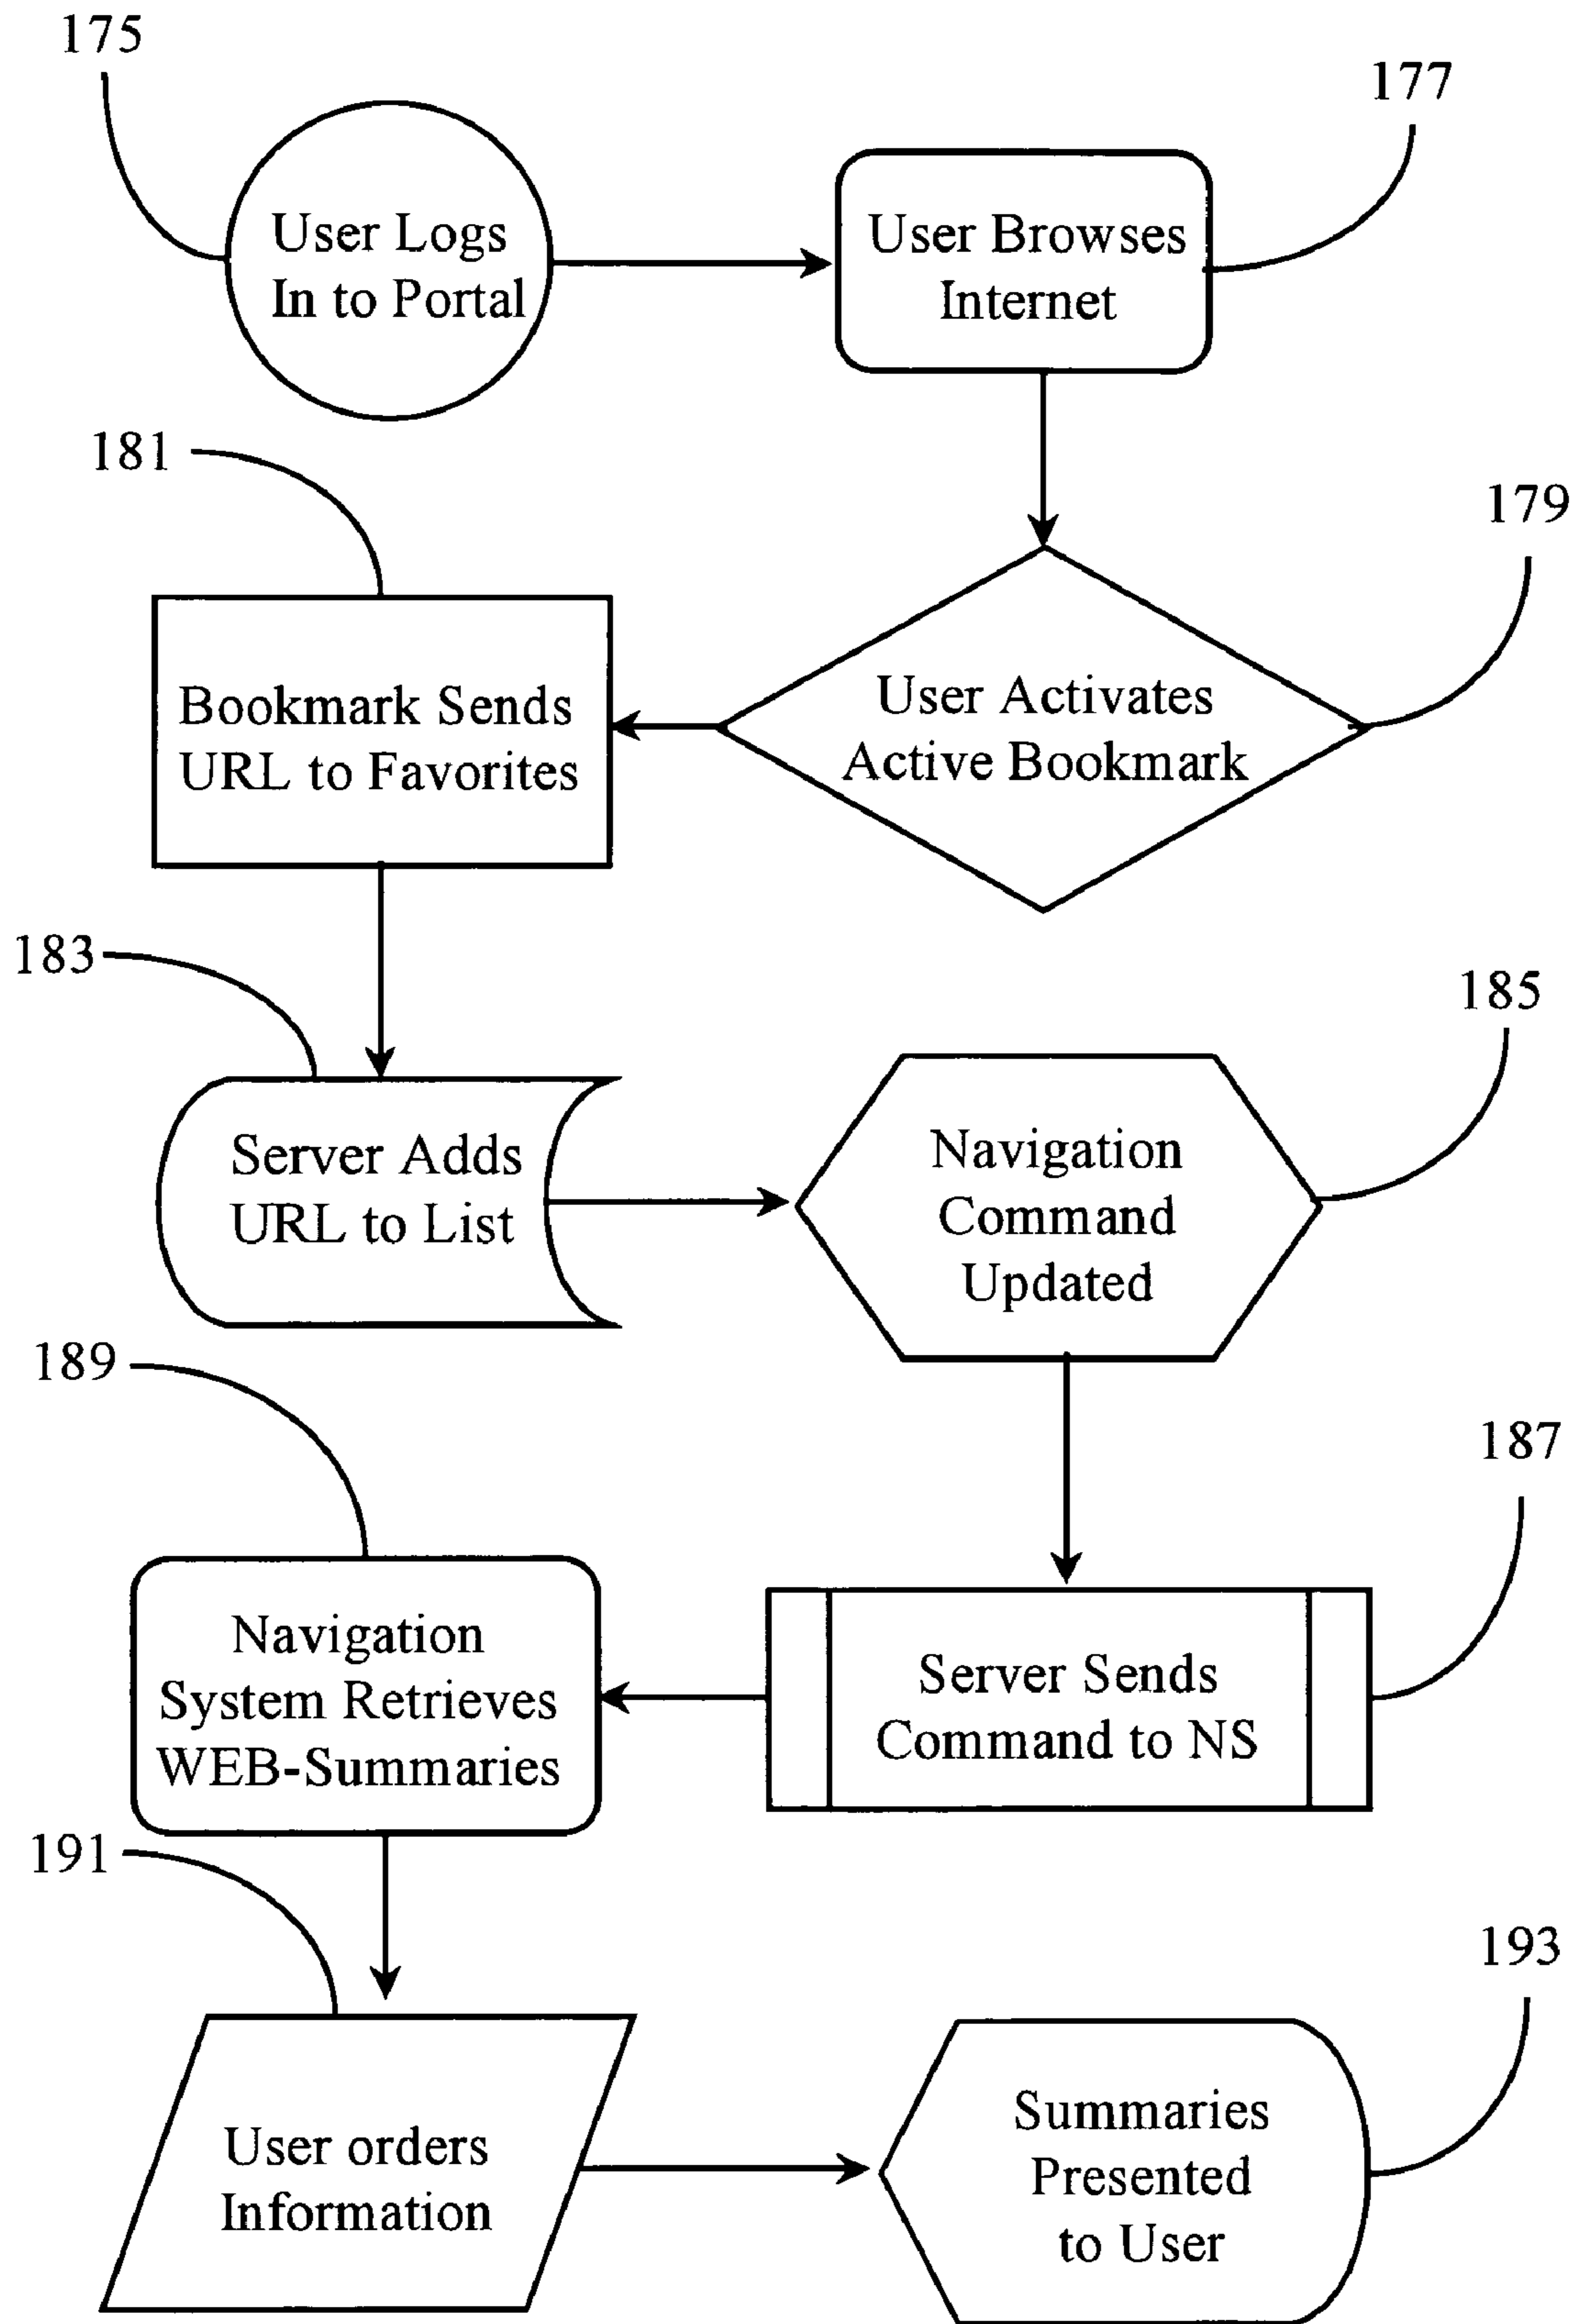 175
177
User Logs
In to Portal
User Browses
Internet
181
179
Bookmark Sends
URL to Favorites
User Activates
Active Bookmark
183
185
Server Adds
URL to List
Navigation
Command
Updated
189
187
Navigation
System Retrieves
WEB-Summaries
Server Sends
Command to NS
191
193
User orders
Information
Summaries
Presented
to User